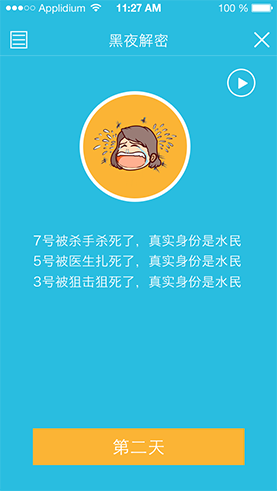 Applidium 11:27 AM 100%
黑夜解密
7号被杀手杀死了，真实身份是水民
5号被医生扎死了，真实身份是水民
3号被狙击狙死了，真实身份是水民
第二天